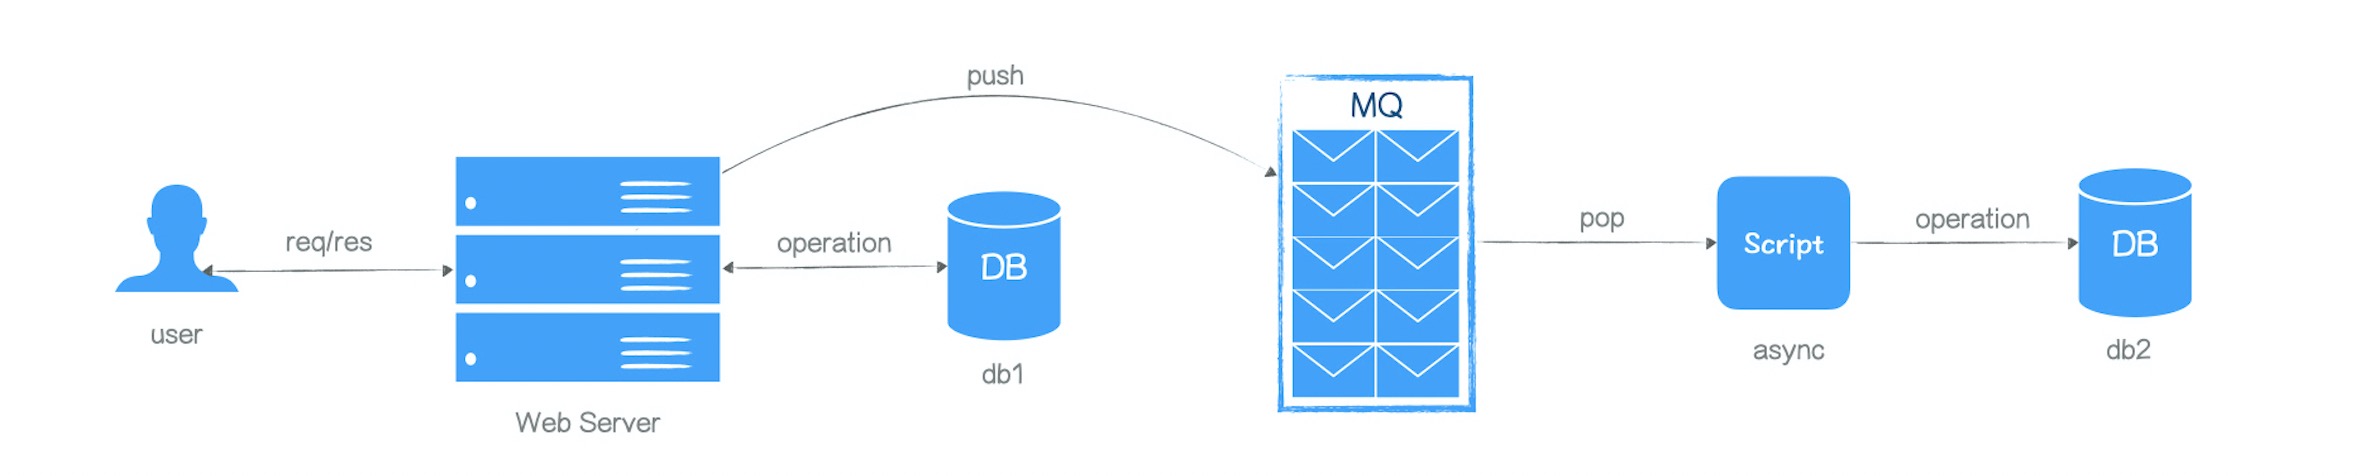 push
MQ
req/res
operation
DB
pop
Script
operation
DB
user
db1
async
db2
Web Server